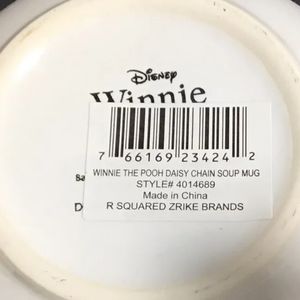 Disney
Winnie
7 66169 23424 2
WINNIE THE POOH DAISY CHAIN SOUP MUG
STYLE# 4014689
Made in China
R SQUARED ZRIKE BRANDS